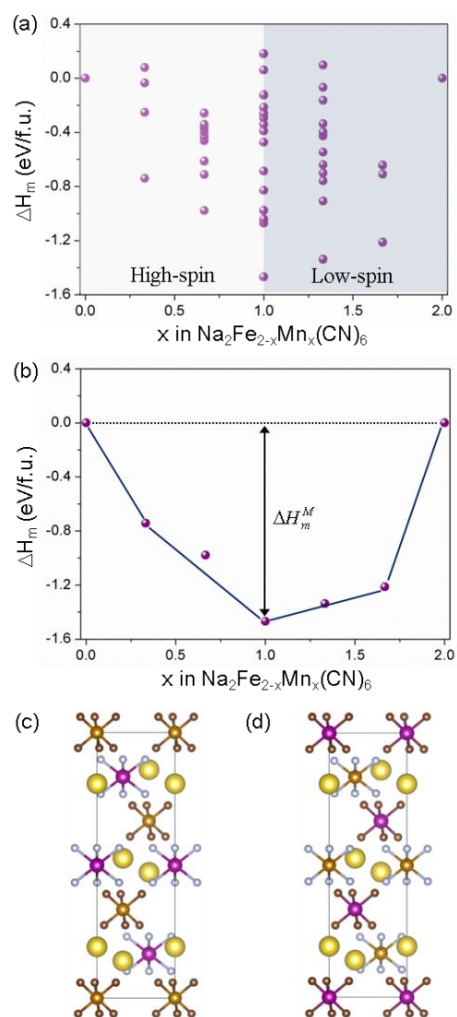 (a)
0.4
0.0
-0.4
-0.8
-1.2
-1.6
ΔHₘ (eV/f.u.)
High-spin
Low-spin
0.0 0.5 1.0 1.5 2.0
x in Na₂Fe₂₋ₓMnₓ(CN)₆
(b)
0.4
0.0
-0.4
-0.8
-1.2
-1.6
ΔHₘ (eV/f.u.)
ΔHₘᴹ
0.0 0.5 1.0 1.5 2.0
x in Na₂Fe₂₋ₓMnₓ(CN)₆
(c)
(d)